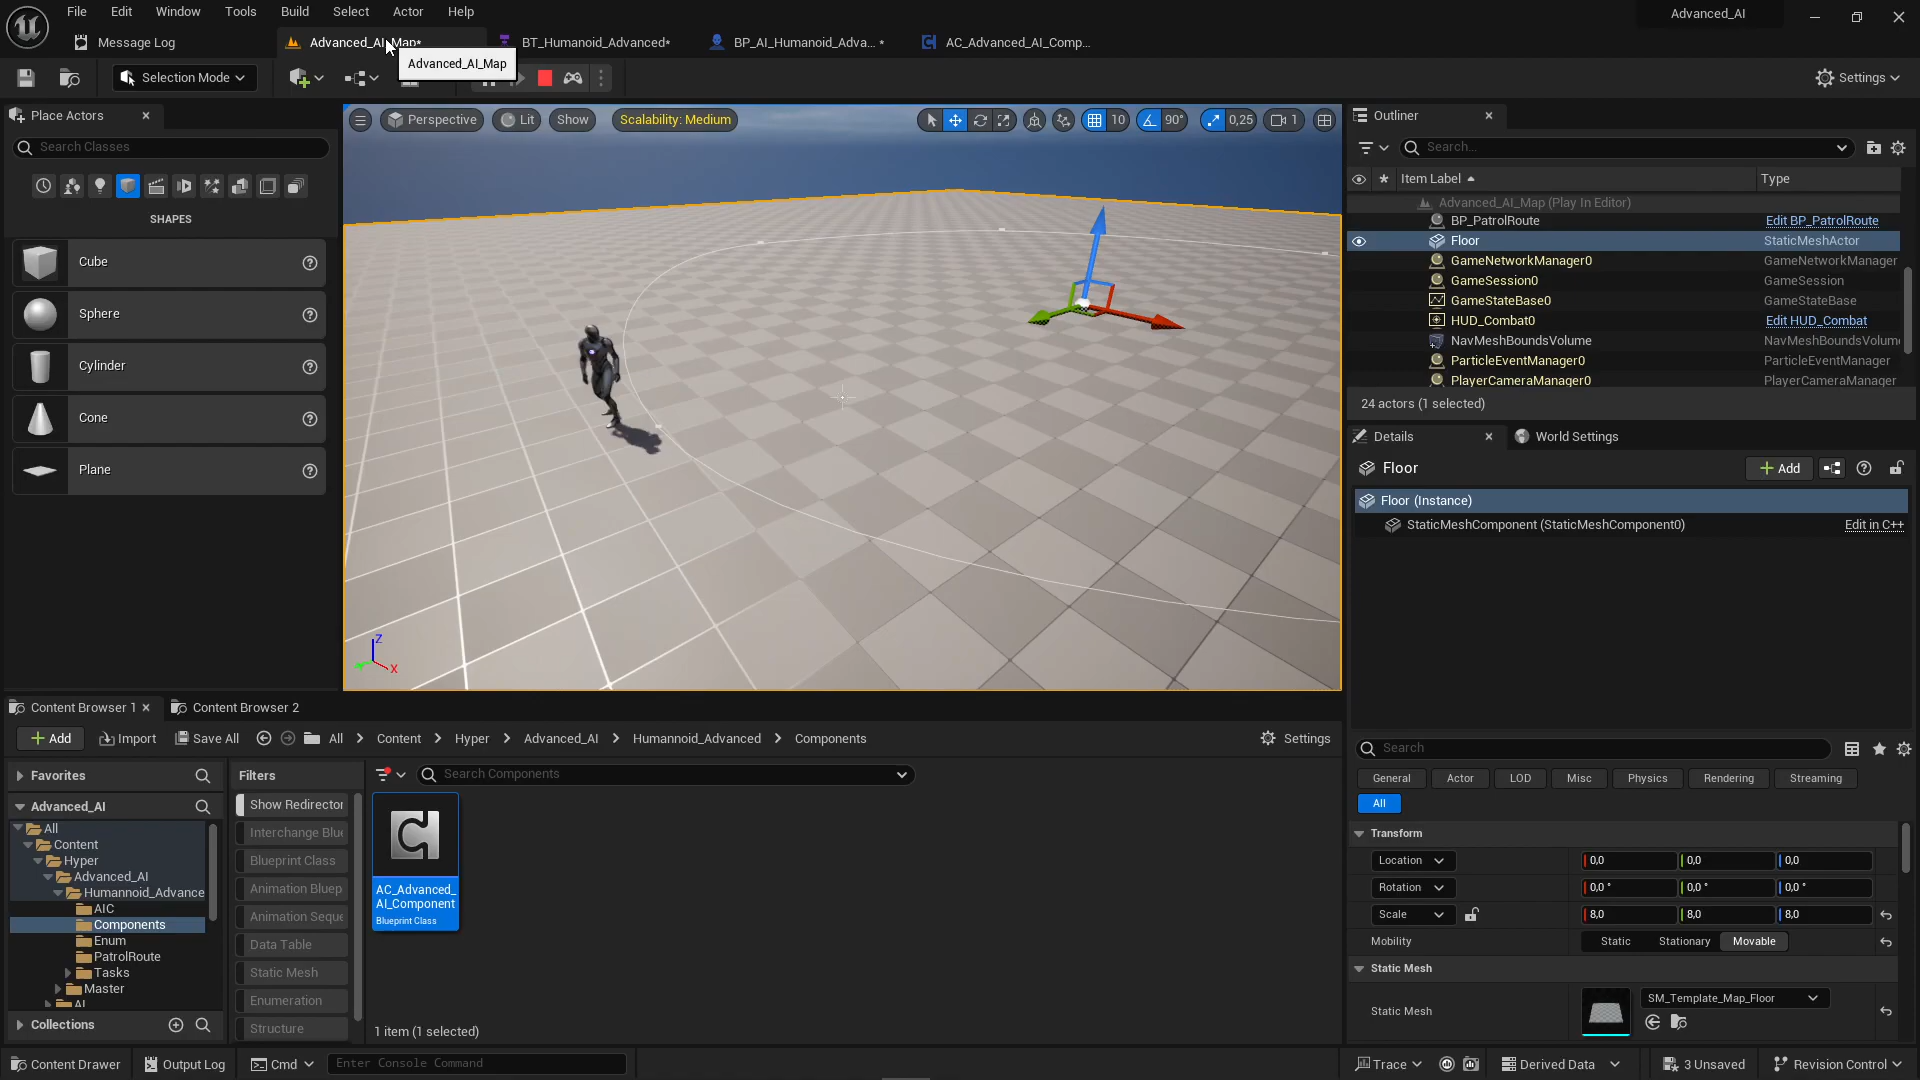 File Edit Window Tools Build Select Actor Help
Advanced_AI
Message Log
Advanced_AI_Map*
BT_Humanoid_Advanced*
BP_AI_Humanoid_Adva... *
AC_Advanced_AI_Comp...
Advanced_AI_Map
Selection Mode
Settings
Place Actors
Search Classes
SHAPES
Cube
Sphere
Cylinder
Cone
Plane
Perspective
Lit
Show
Scalability: Medium
10
90°
0,25
1
Z
X
Outliner
Search...
Item Label
Type
Advanced_AI_Map (Play In Editor)
BP_PatrolRoute Edit BP_PatrolRoute
Floor StaticMeshActor
GameNetworkManager0 GameNetworkManager
GameSession0 GameSession
GameStateBase0 GameStateBase
HUD_Combat0 Edit HUD_Combat
NavMeshBoundsVolume NavMeshBoundsVolume
ParticleEventManager0 ParticleEventManager
PlayerCameraManager0 PlayerCameraManager
24 actors (1 selected)
Details
World Settings
Floor
Add
Floor (Instance)
StaticMeshComponent (StaticMeshComponent0) Edit in C++
Search
General Actor LOD Misc Physics Rendering Streaming
All
Transform
Location 0,0 0,0 0,0
Rotation 0,0 ° 0,0 ° 0,0 °
Scale 8,0 8,0 8,0
Mobility Static Stationary Movable
Static Mesh
Static Mesh SM_Template_Map_Floor
Content Browser 1
Content Browser 2
Add Import Save All All Content Hyper Advanced_AI Humannoid_Advanced Components Settings
Favorites
Advanced_AI
All
Content
Hyper
Advanced_AI
Humannoid_Advance
AIC
Components
Enum
PatrolRoute
Tasks
Master
AI
Collections
Filters
Show Redirector
Interchange Blue
Blueprint Class
Animation Bluep
Animation Seque
Data Table
Static Mesh
Enumeration
Structure
Search Components
AC_Advanced_
AI_Component
Blueprint Class
1 item (1 selected)
Content Drawer Output Log Cmd Enter Console Command Trace Derived Data 3 Unsaved Revision Control